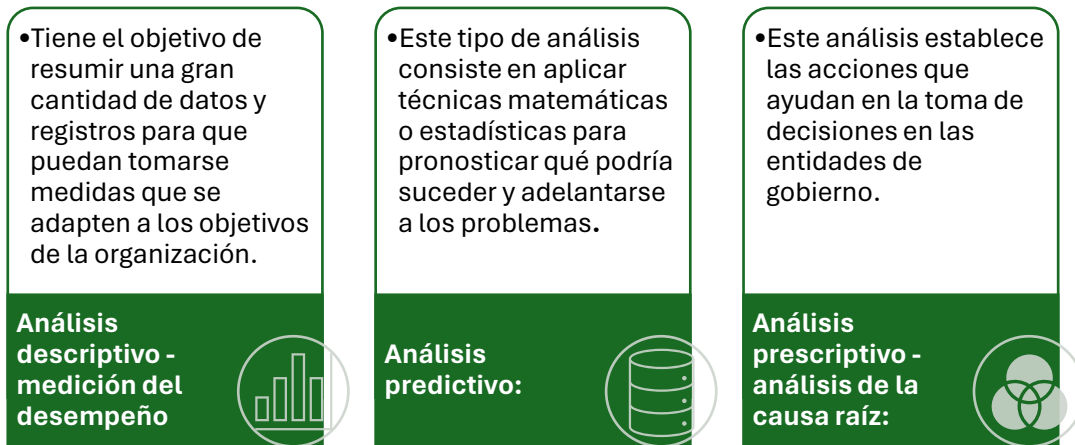 •Tiene el objetivo de
resumir una gran
cantidad de datos y
registros para que
puedan tomarse
medidas que se
adapten a los objetivos
de la organización.
Análisis
descriptivo -
medición del
desempeño
•Este tipo de análisis
consiste en aplicar
técnicas matemáticas
o estadísticas para
pronosticar qué podría
suceder y adelantarse
a los problemas.
Análisis
predictivo:
•Este análisis establece
las acciones que
ayudan en la toma de
decisiones en las
entidades de
gobierno.
Análisis
prescriptivo -
análisis de la
causa raíz: